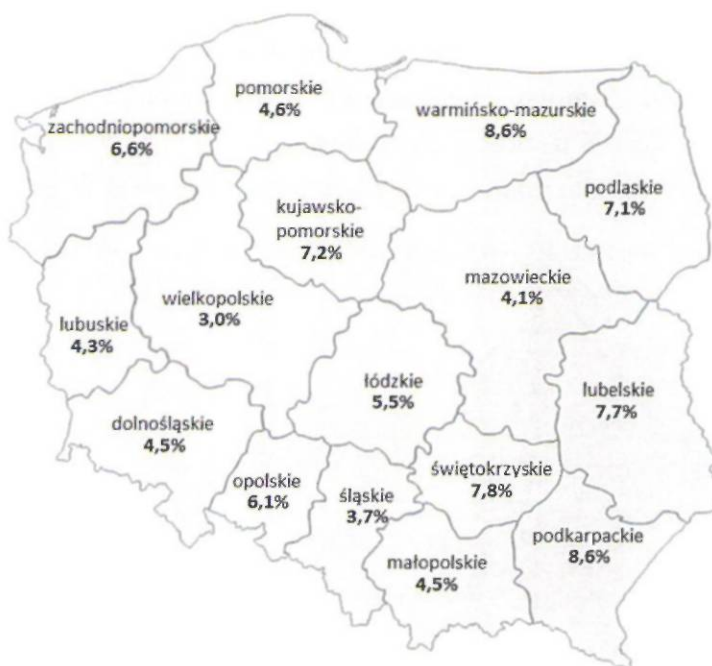 pomorskie
4,6%
warmińsko-mazurskie
8,6%
zachodniopomorskie
6,6%
podlaskie
7,1%
kujawsko-
pomorskie
7,2%
mazowieckie
4,1%
wielkopolskie
3,0%
lubuskie
4,3%
łódzkie
5,5%
lubelskie
7,7%
dolnośląskie
4,5%
świętokrzyskie
7,8%
opolskie
6,1%
śląskie
3,7%
podkarpackie
8,6%
małopolskie
4,5%